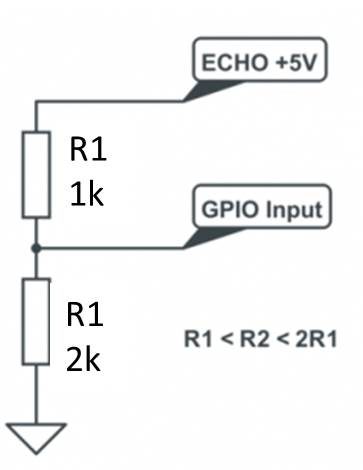 ECHO +5V
R1
1k
GPIO Input
R1
2k
R1 < R2 < 2R1